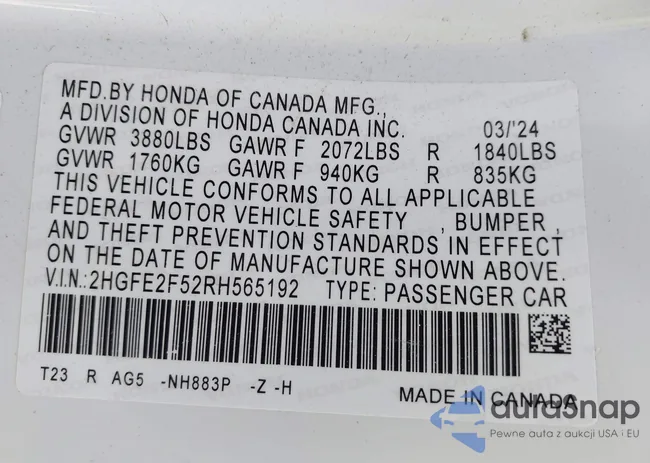 MFD.BY HONDA OF CANADA MFG.,
A DIVISION OF HONDA CANADA INC. 03/'24
GVWR 3880LBS GAWR F 2072LBS R 1840LBS
GVWR 1760KG GAWR F 940KG R 835KG
THIS VEHICLE CONFORMS TO ALL APPLICABLE
FEDERAL MOTOR VEHICLE SAFETY , BUMPER ,
AND THEFT PREVENTION STANDARDS IN EFFECT
ON THE DATE OF MANUFACTURE SHOWN ABOVE.
V.I.N.:2HGFE2F52RH565192 TYPE: PASSENGER CAR
T23 R AG5 -NH883P -Z -H MADE IN CANADA
aurasnap
Pewne auta z aukcji USA i EU